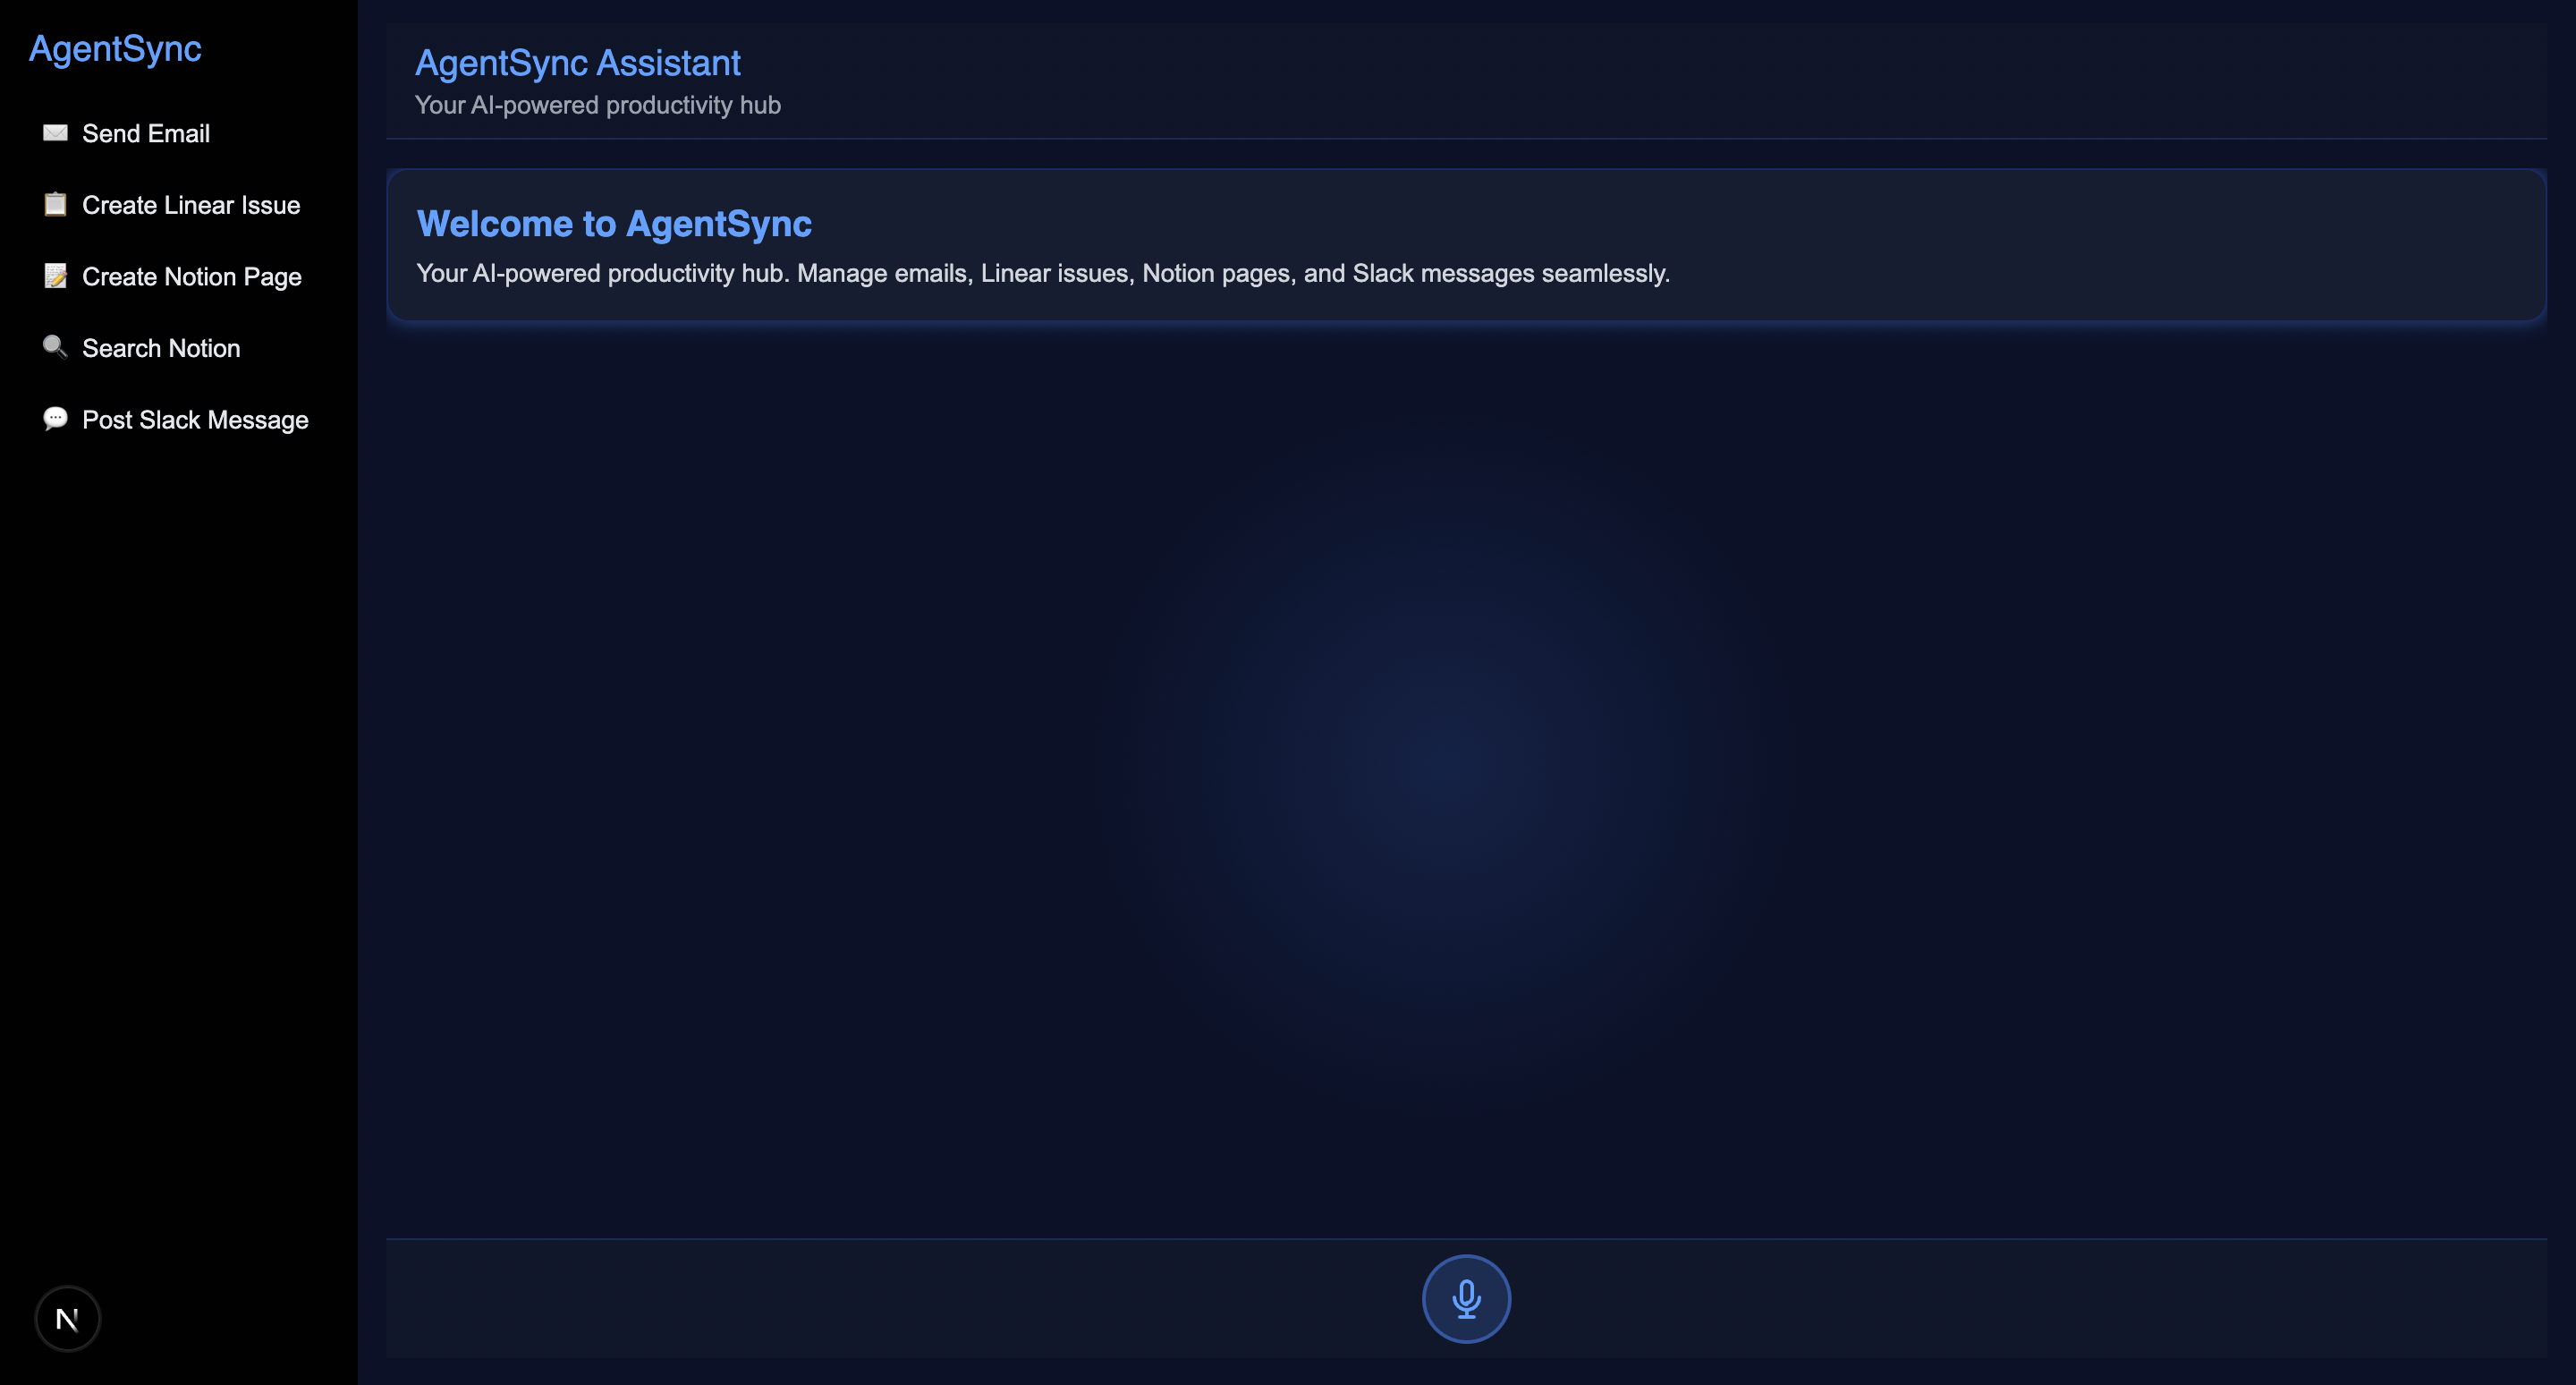 AgentSync
Send Email
Create Linear Issue
Create Notion Page
Search Notion
Post Slack Message
N
AgentSync Assistant
Your AI-powered productivity hub
Welcome to AgentSync
Your AI-powered productivity hub. Manage emails, Linear issues, Notion pages, and Slack messages seamlessly.